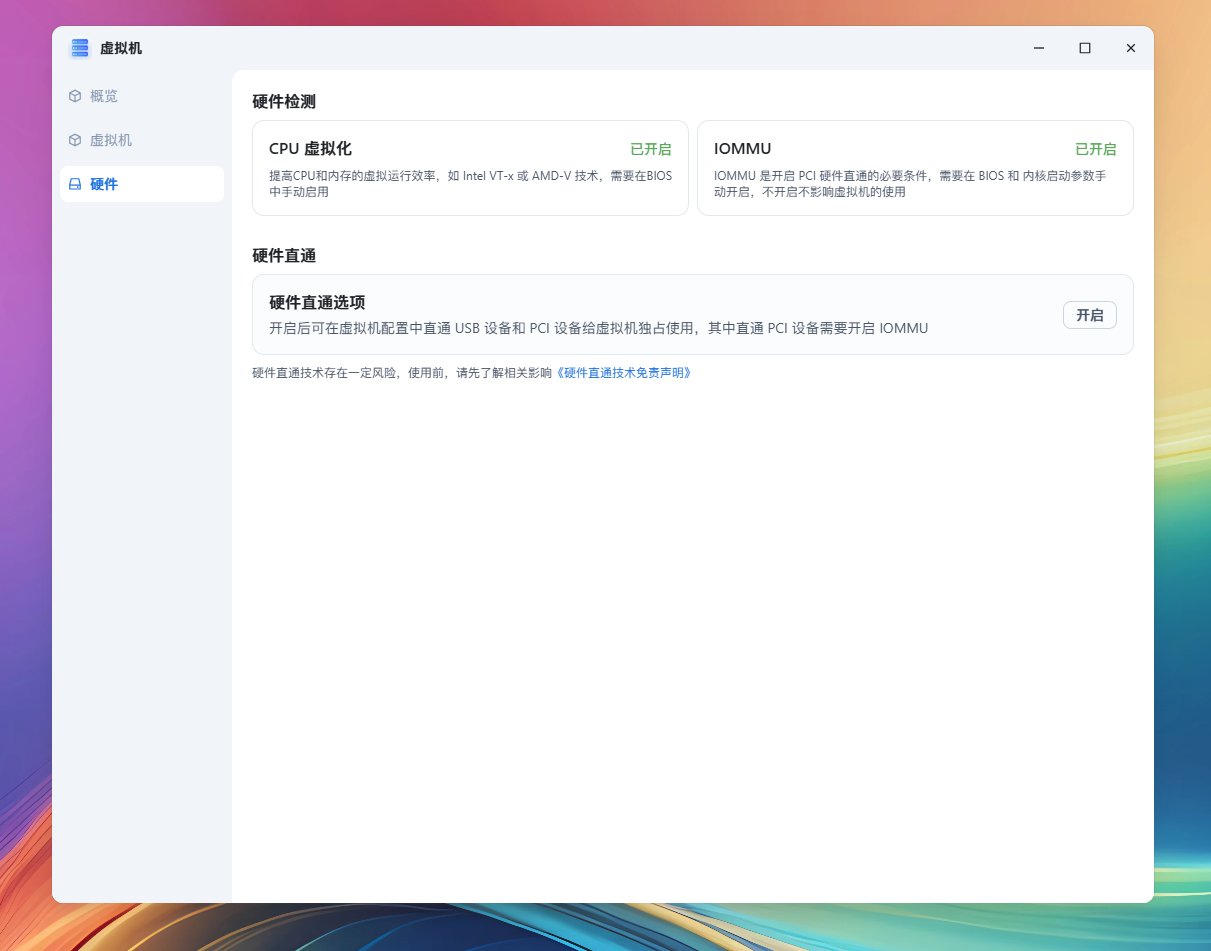 虚拟机
概览
虚拟机
硬件
硬件检测
CPU 虚拟化
已开启
提高CPU和内存的虚拟运行效率，如 Intel VT-x 或 AMD-V 技术，需要在BIOS
中手动启用
IOMMU
已开启
IOMMU 是开启 PCI 硬件直通的必要条件，需要在 BIOS 和 内核启动参数手
动开启，不开启不影响虚拟机的使用
硬件直通
硬件直通选项
开启后可在虚拟机配置中直通 USB 设备和 PCI 设备给虚拟机独占使用，其中直通 PCI 设备需要开启 IOMMU
开启
硬件直通技术存在一定风险，使用前，请先了解相关影响《硬件直通技术免责声明》